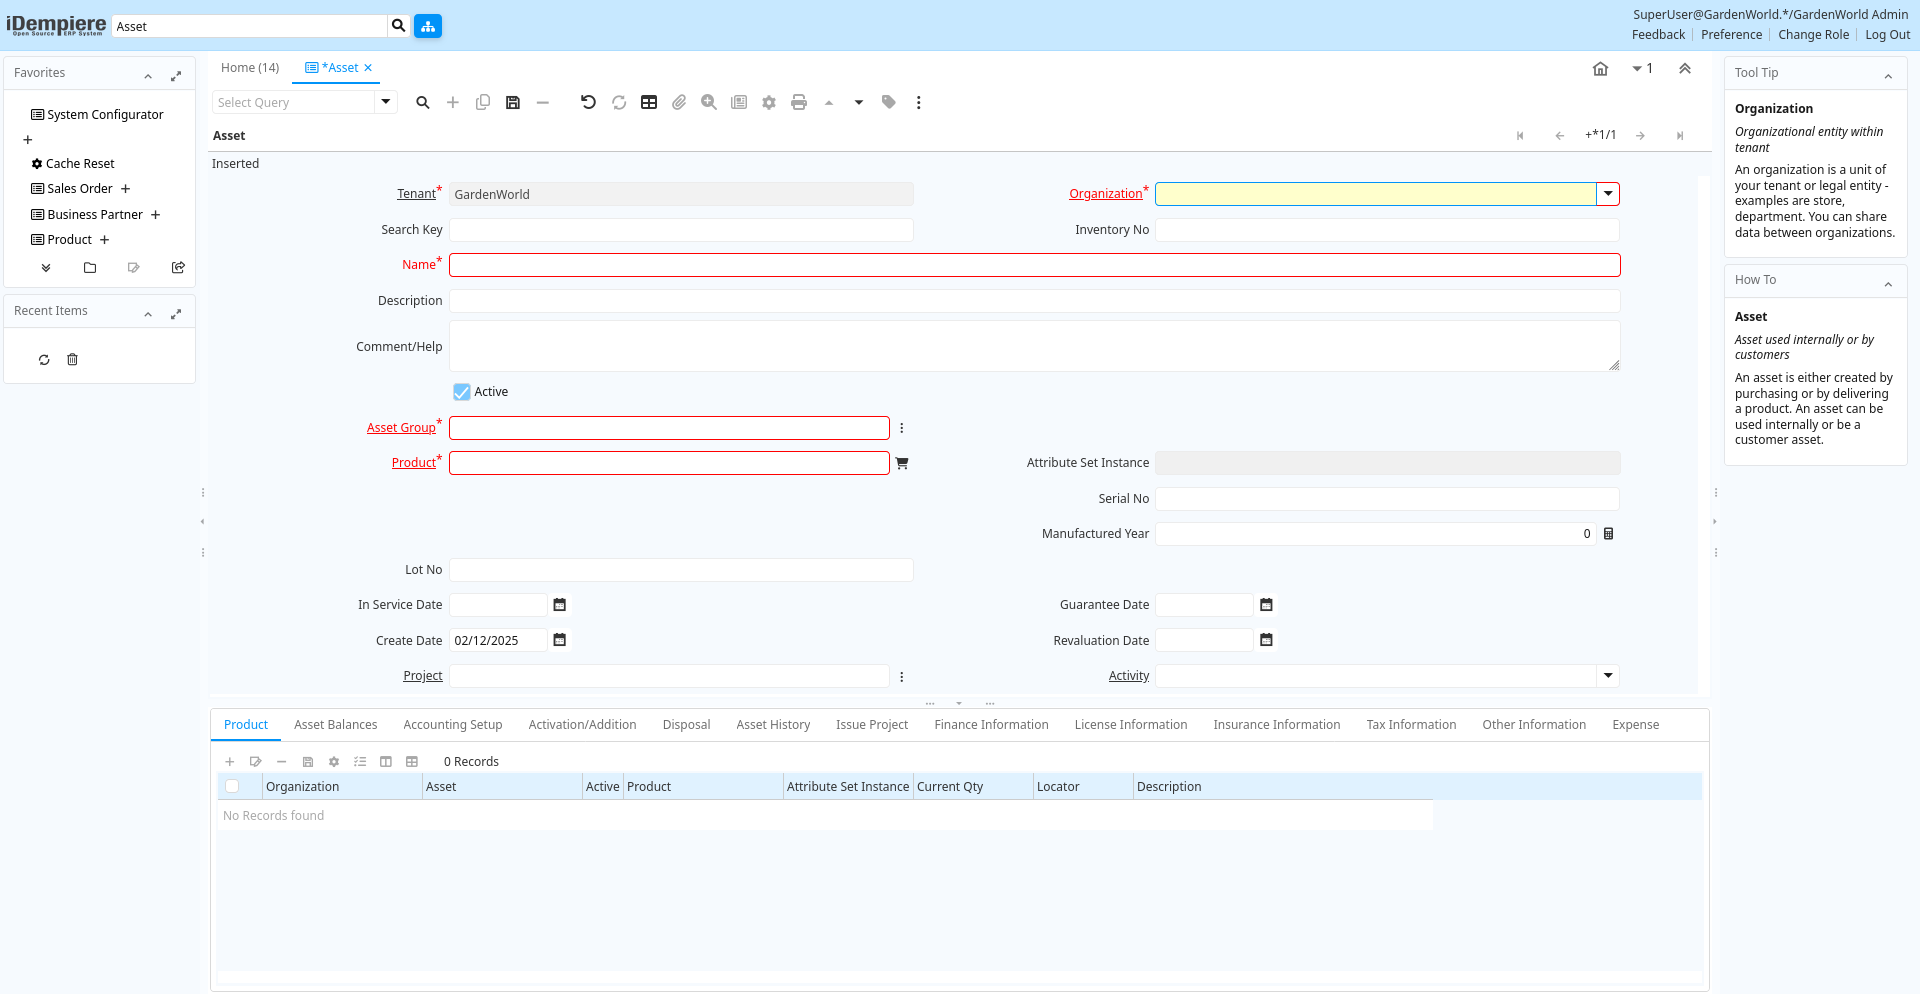 iDempiere
Open Source ERP System
Asset
SuperUser@GardenWorld.*/GardenWorld Admin
Feedback
Preference
Change Role
Log Out
Favorites
System Configurator
Cache Reset
Sales Order
Business Partner
Product
Recent Items
Home (14)
*Asset
1
Select Query
Asset
+*1/1
Inserted
Tenant*
GardenWorld
Organization*
Search Key
Inventory No
Name*
Description
Comment/Help
Active
Asset Group*
Product*
Attribute Set Instance
Serial No
Manufactured Year
0
Lot No
In Service Date
Guarantee Date
Create Date
02/12/2025
Revaluation Date
Project
Activity
Product
Asset Balances
Accounting Setup
Activation/Addition
Disposal
Asset History
Issue Project
Finance Information
License Information
Insurance Information
Tax Information
Other Information
Expense
0 Records
Organization
Asset
Active
Product
Attribute Set Instance
Current Qty
Locator
Description
No Records found
Tool Tip
Organization
Organizational entity within
tenant
An organization is a unit of
your tenant or legal entity -
examples are store,
department. You can share
data between organizations.
How To
Asset
Asset used internally or by
customers
An asset is either created by
purchasing or by delivering
a product. An asset can be
used internally or be a
customer asset.